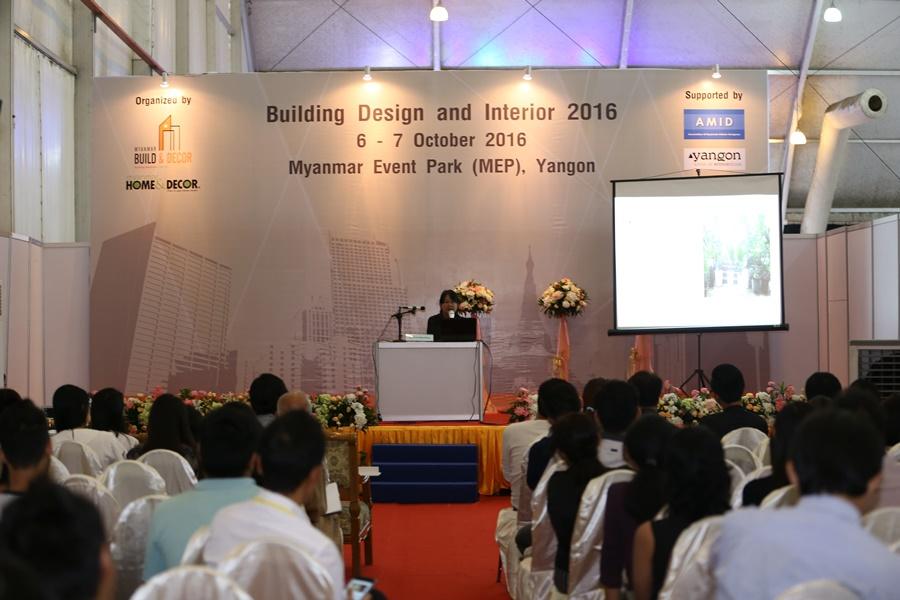 Organized by
MYANMAR
BUILD & DECOR
HOME&DECOR
Building Design and Interior 2016
6 - 7 October 2016
Myanmar Event Park (MEP), Yangon
Supported by
AMID
yangon